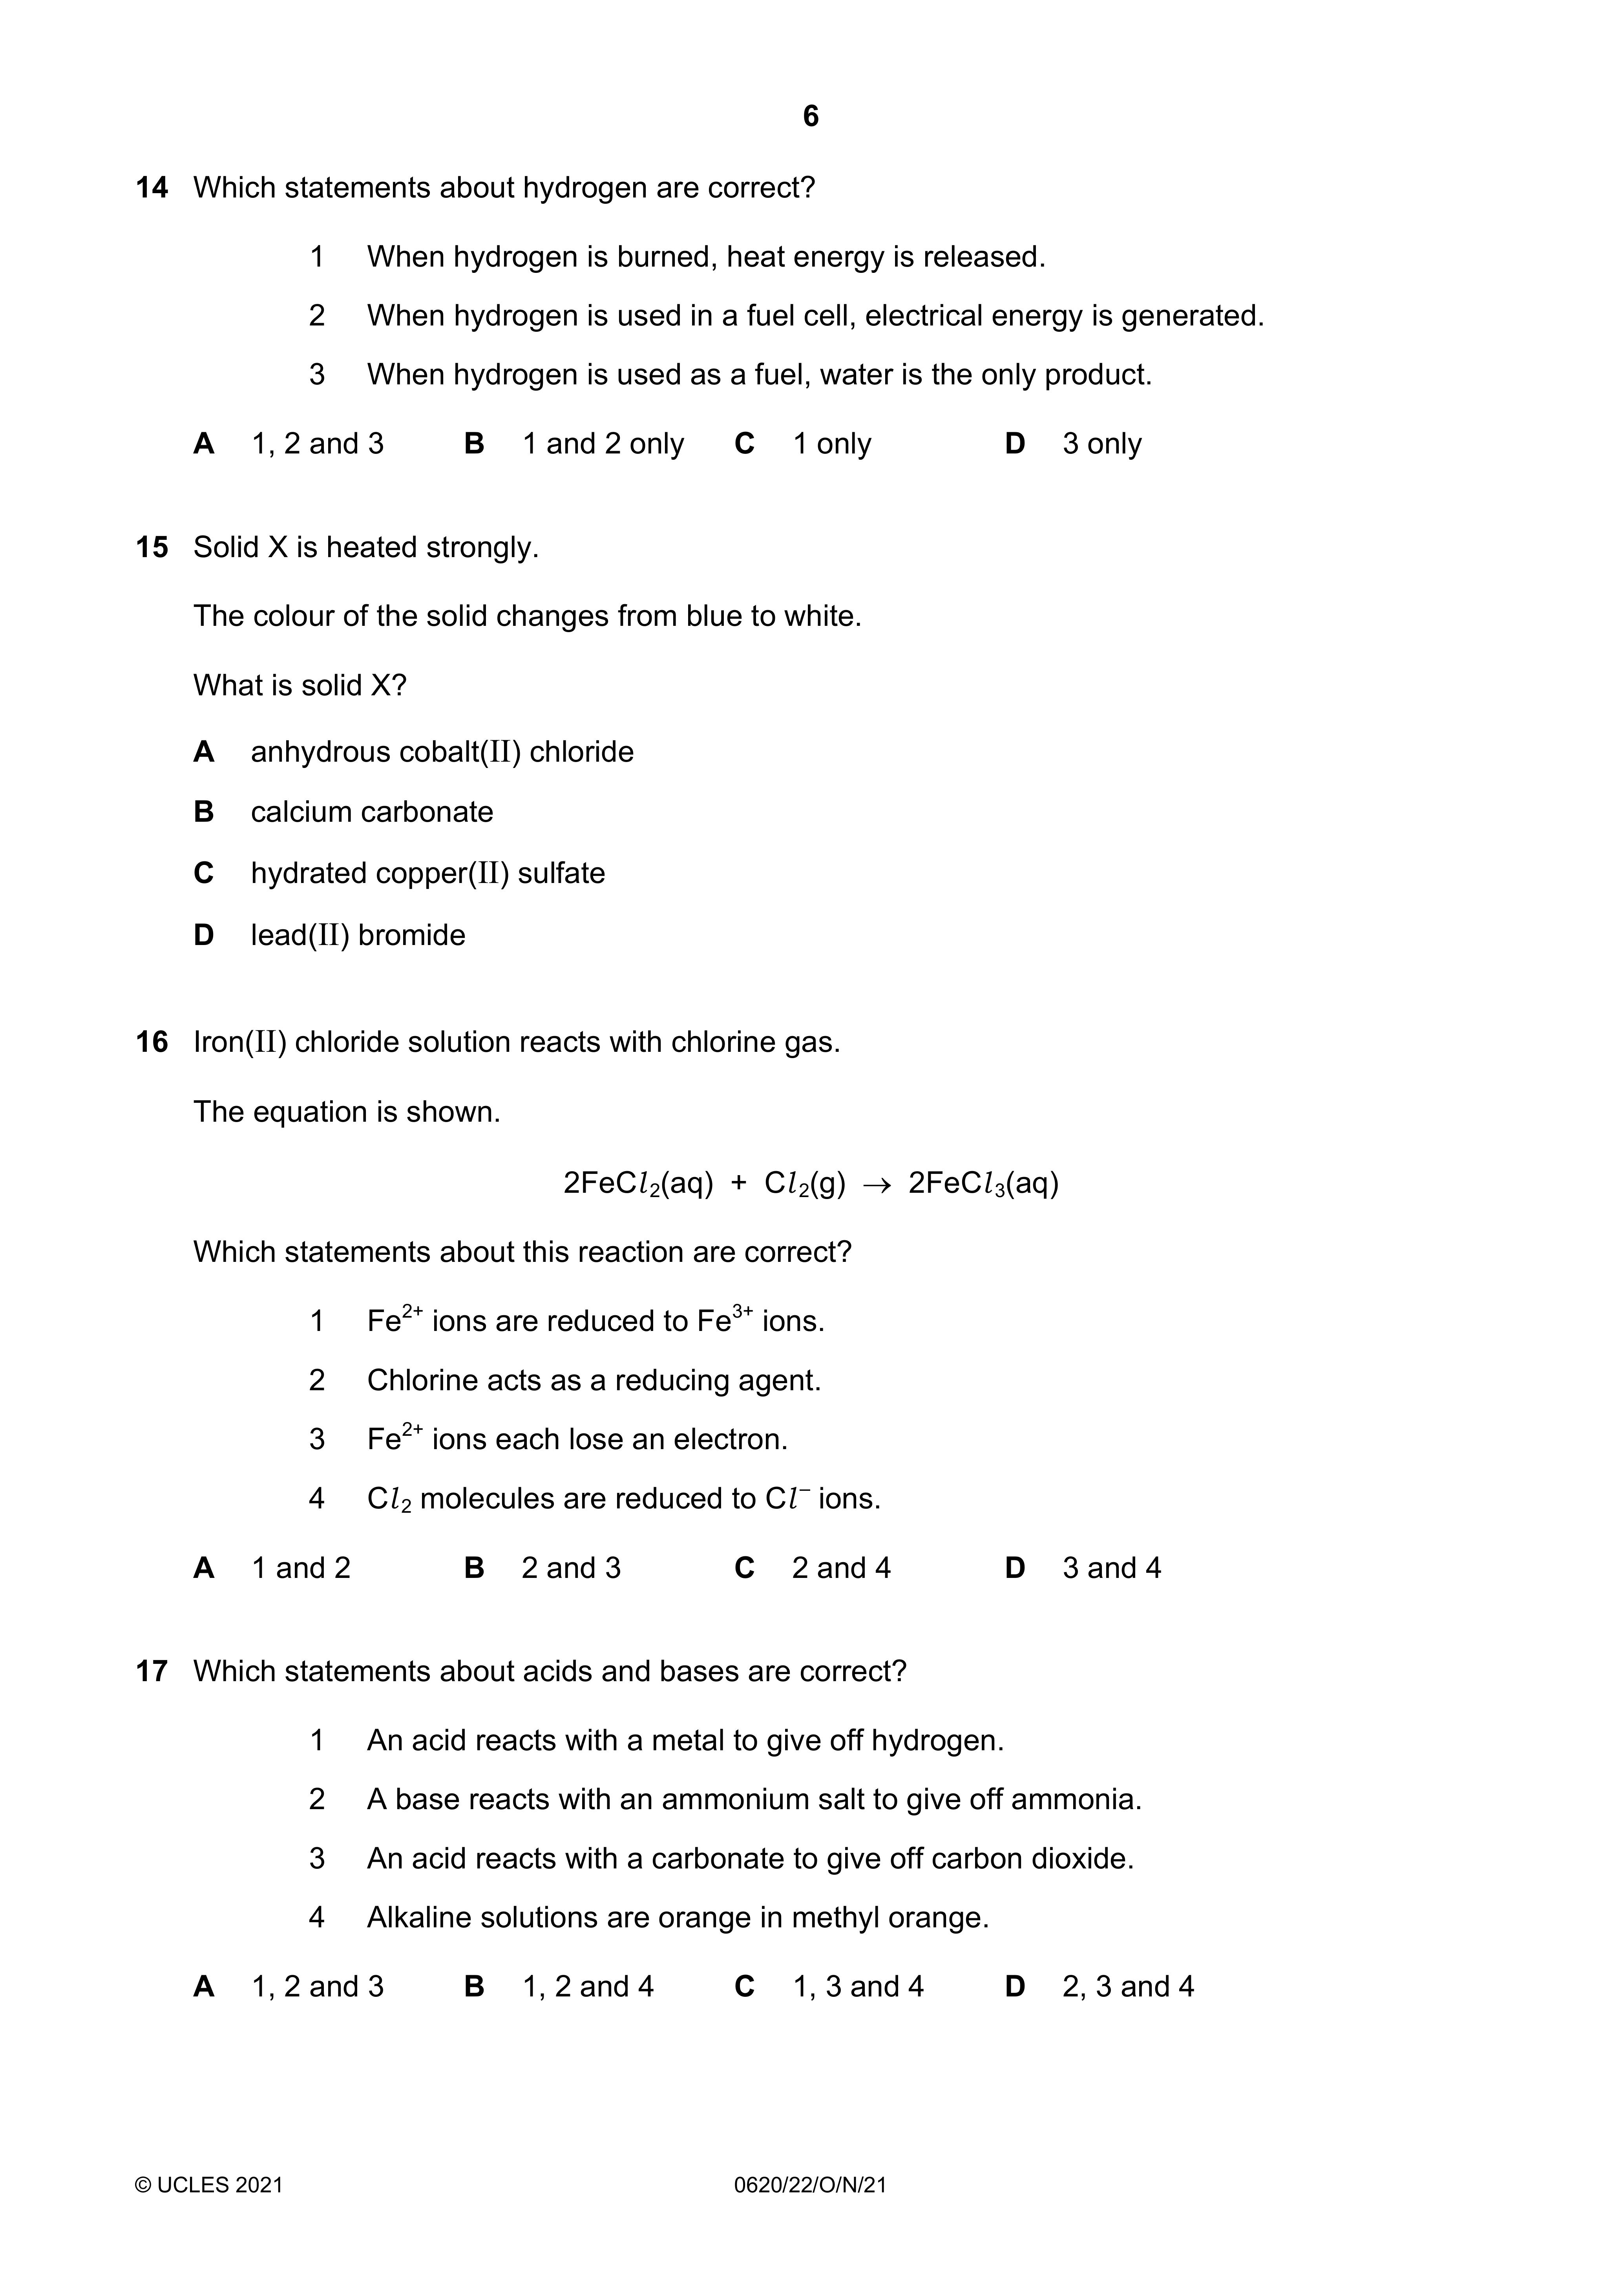 6
14 Which statements about hydrogen are correct?
1 When hydrogen is burned, heat energy is released.
2 When hydrogen is used in a fuel cell, electrical energy is generated.
3 When hydrogen is used as a fuel, water is the only product.
A 1, 2 and 3 B 1 and 2 only C 1 only D 3 only
15 Solid X is heated strongly.
The colour of the solid changes from blue to white.
What is solid X?
A anhydrous cobalt(II) chloride
B calcium carbonate
C hydrated copper(II) sulfate
D lead(II) bromide
16 Iron(II) chloride solution reacts with chlorine gas.
The equation is shown.
2FeCl₂(aq) + Cl₂(g) → 2FeCl₃(aq)
Which statements about this reaction are correct?
1 Fe²⁺ ions are reduced to Fe³⁺ ions.
2 Chlorine acts as a reducing agent.
3 Fe²⁺ ions each lose an electron.
4 Cl₂ molecules are reduced to Cl⁻ ions.
A 1 and 2 B 2 and 3 C 2 and 4 D 3 and 4
17 Which statements about acids and bases are correct?
1 An acid reacts with a metal to give off hydrogen.
2 A base reacts with an ammonium salt to give off ammonia.
3 An acid reacts with a carbonate to give off carbon dioxide.
4 Alkaline solutions are orange in methyl orange.
A 1, 2 and 3 B 1, 2 and 4 C 1, 3 and 4 D 2, 3 and 4
© UCLES 2021 0620/22/O/N/21